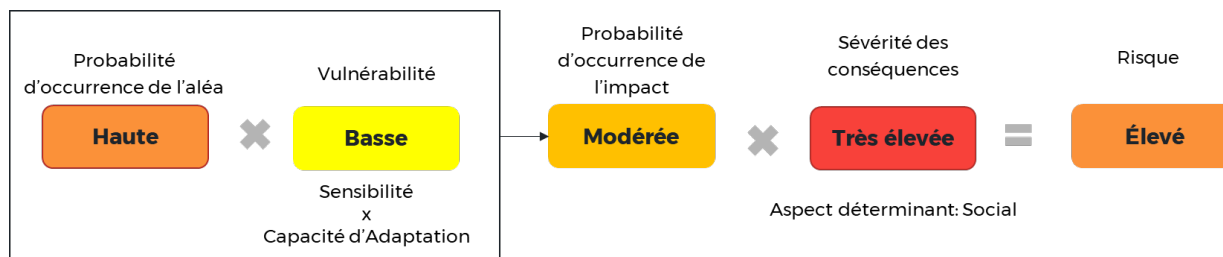 Probabilité
d’occurrence de l’aléa
Haute
Vulnérabilité
Basse
Sensibilité
x
Capacité d’Adaptation
Probabilité
d’occurrence de
l’impact
Modérée
Sévérité des
conséquences
Très élevée
Aspect déterminant: Social
Risque
Élevé